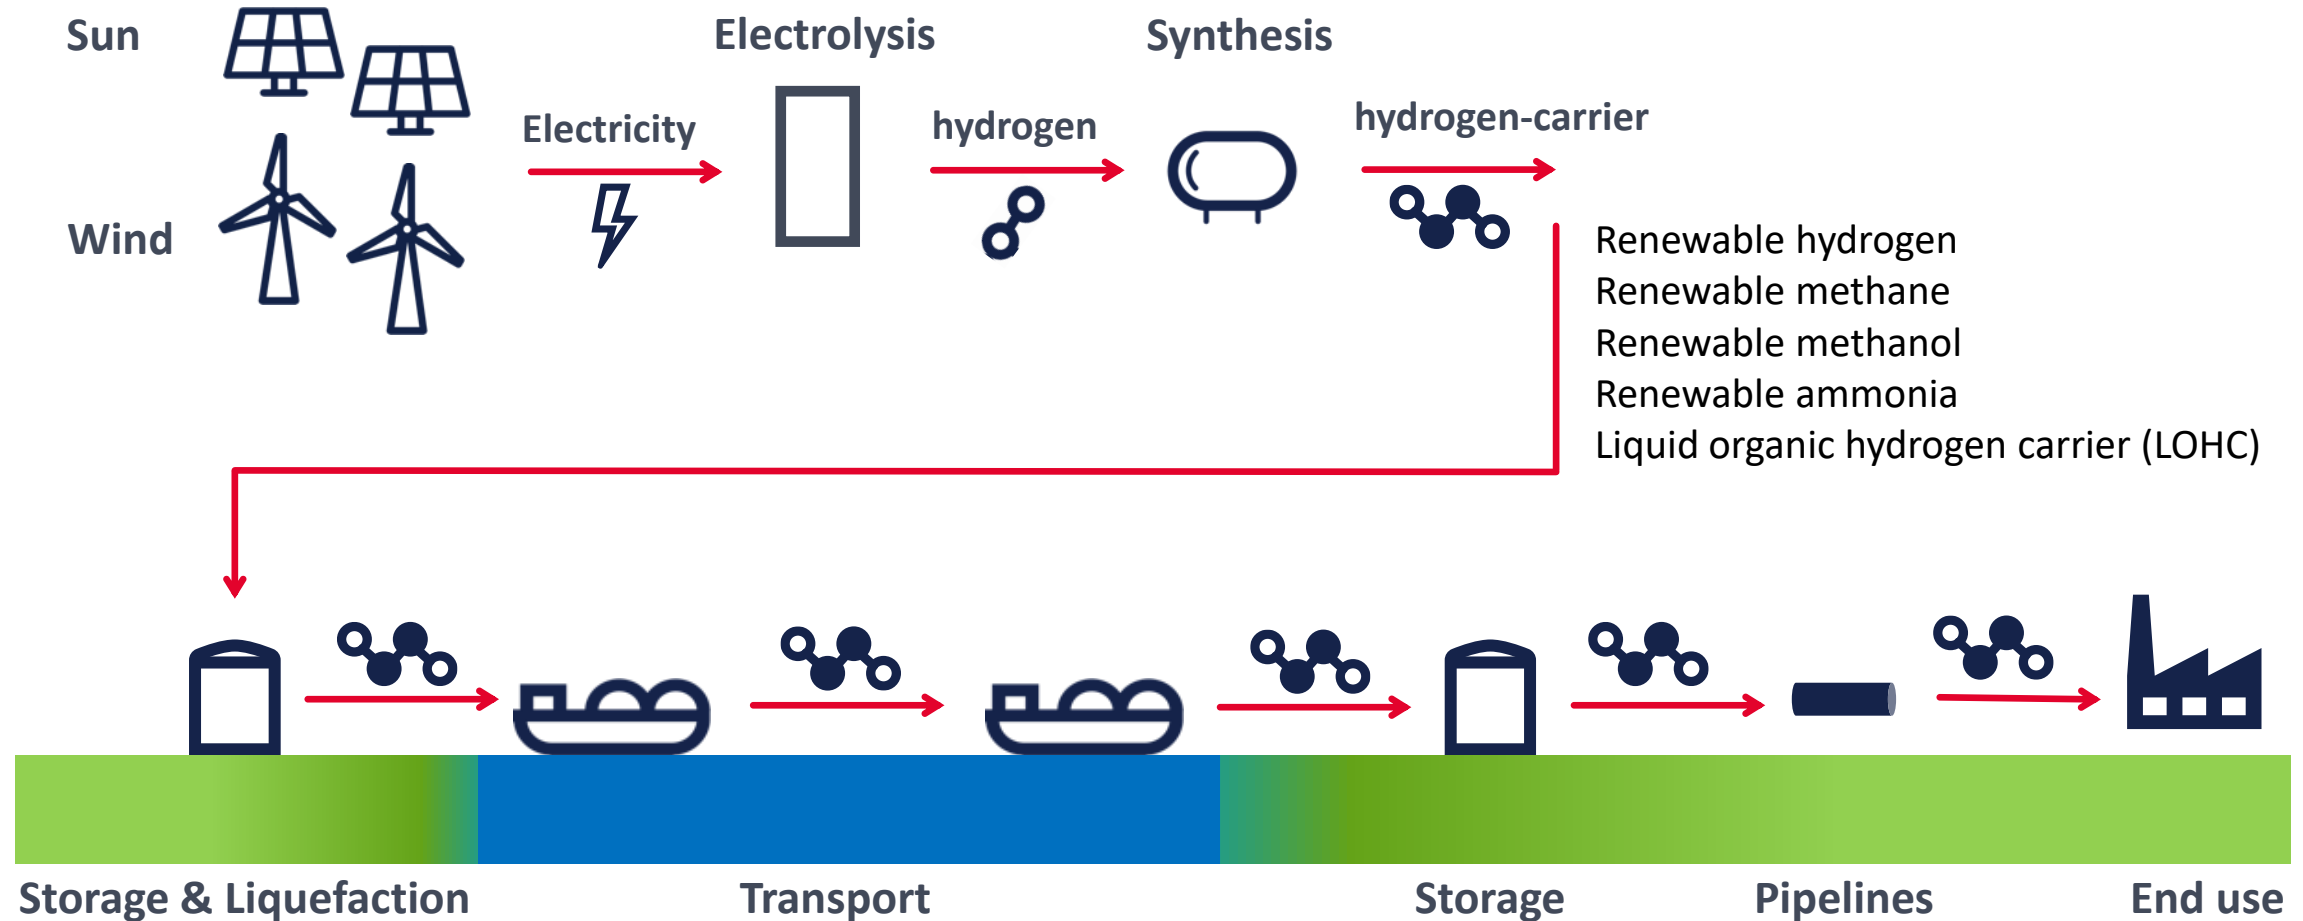 Sun
Electrolysis
Synthesis
Electricity
hydrogen
hydrogen-carrier
Wind
Renewable hydrogen
Renewable methane
Renewable methanol
Renewable ammonia
Liquid organic hydrogen carrier (LOHC)
Storage & Liquefaction
Transport
Storage
Pipelines
End use